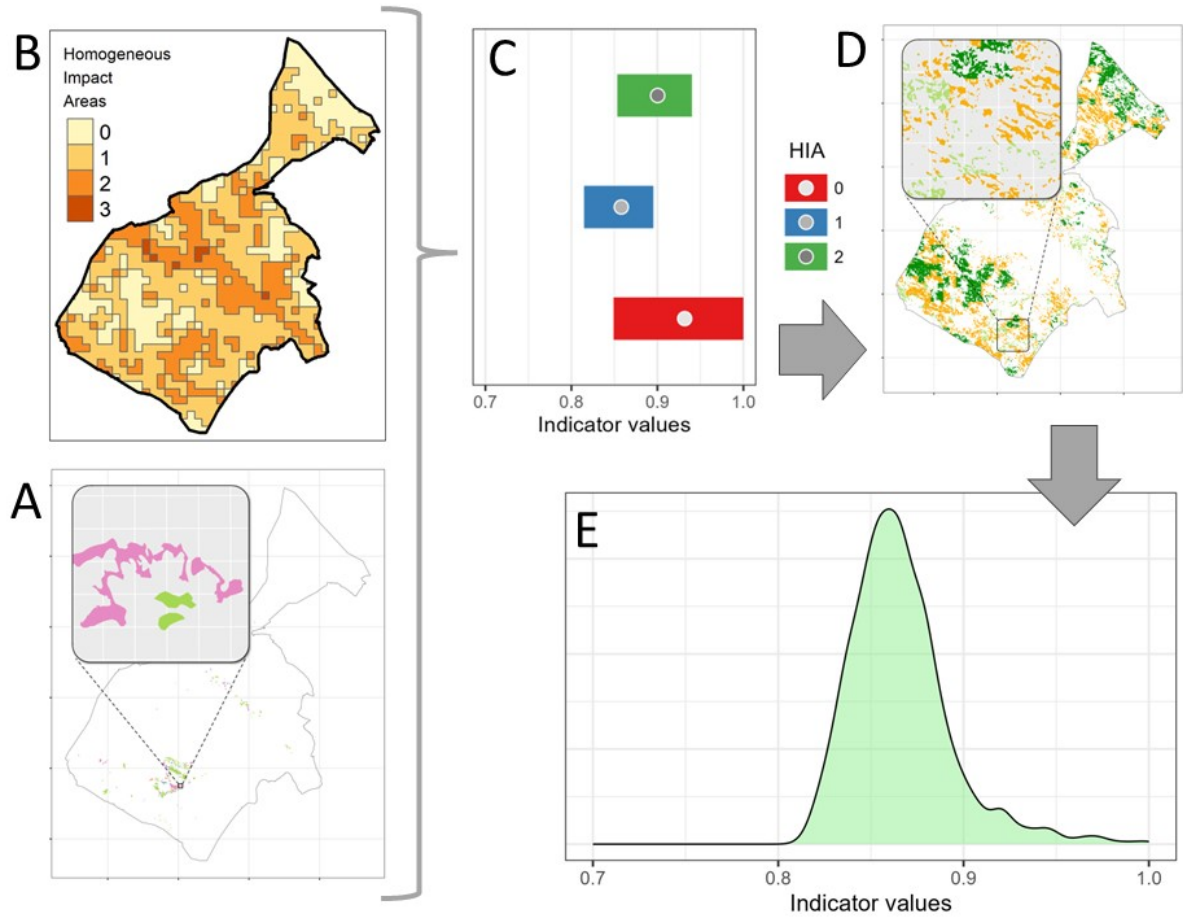 B
Homogeneous
Impact
Areas
0
1
2
3
A
C
0.7 0.8 0.9 1.0
Indicator values
HIA
0
1
2
D
E
0.7 0.8 0.9 1.0
Indicator values